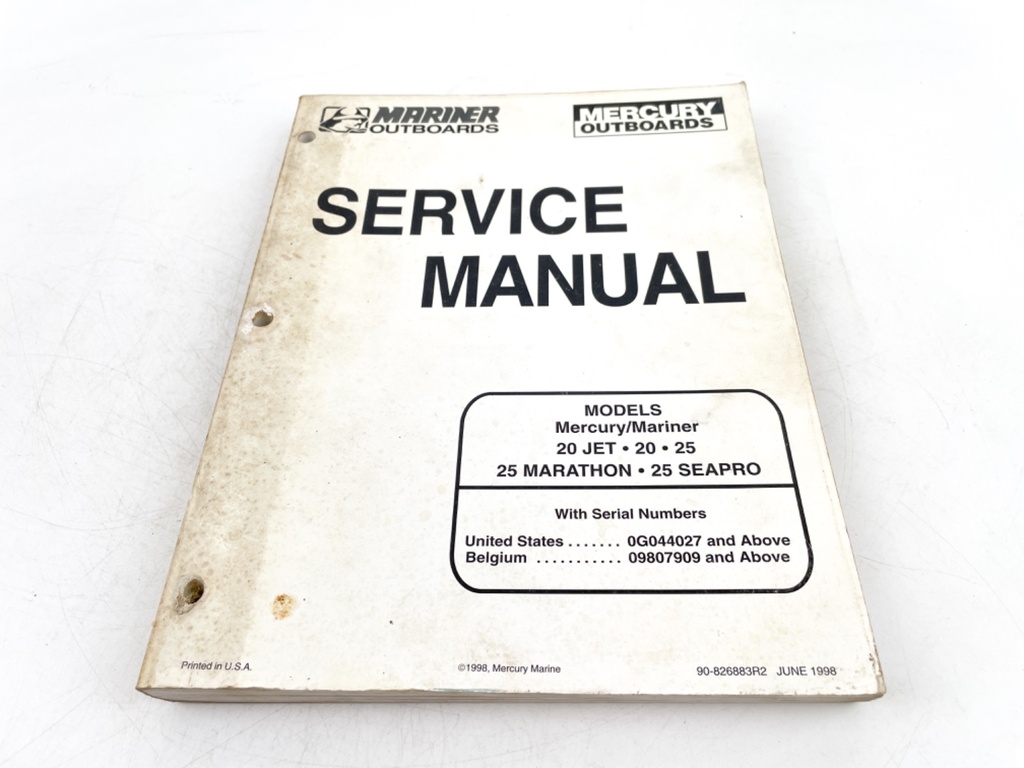 MARINER
OUTBOARDS
MERCURY
OUTBOARDS
SERVICE
MANUAL
MODELS
Mercury/Mariner
20 JET • 20 • 25
25 MARATHON • 25 SEAPRO
With Serial Numbers
United States ....... 0G044027 and Above
Belgium ........... 09807909 and Above
Printed in U.S.A.
©1998, Mercury Marine
90-826883R2 JUNE 1998